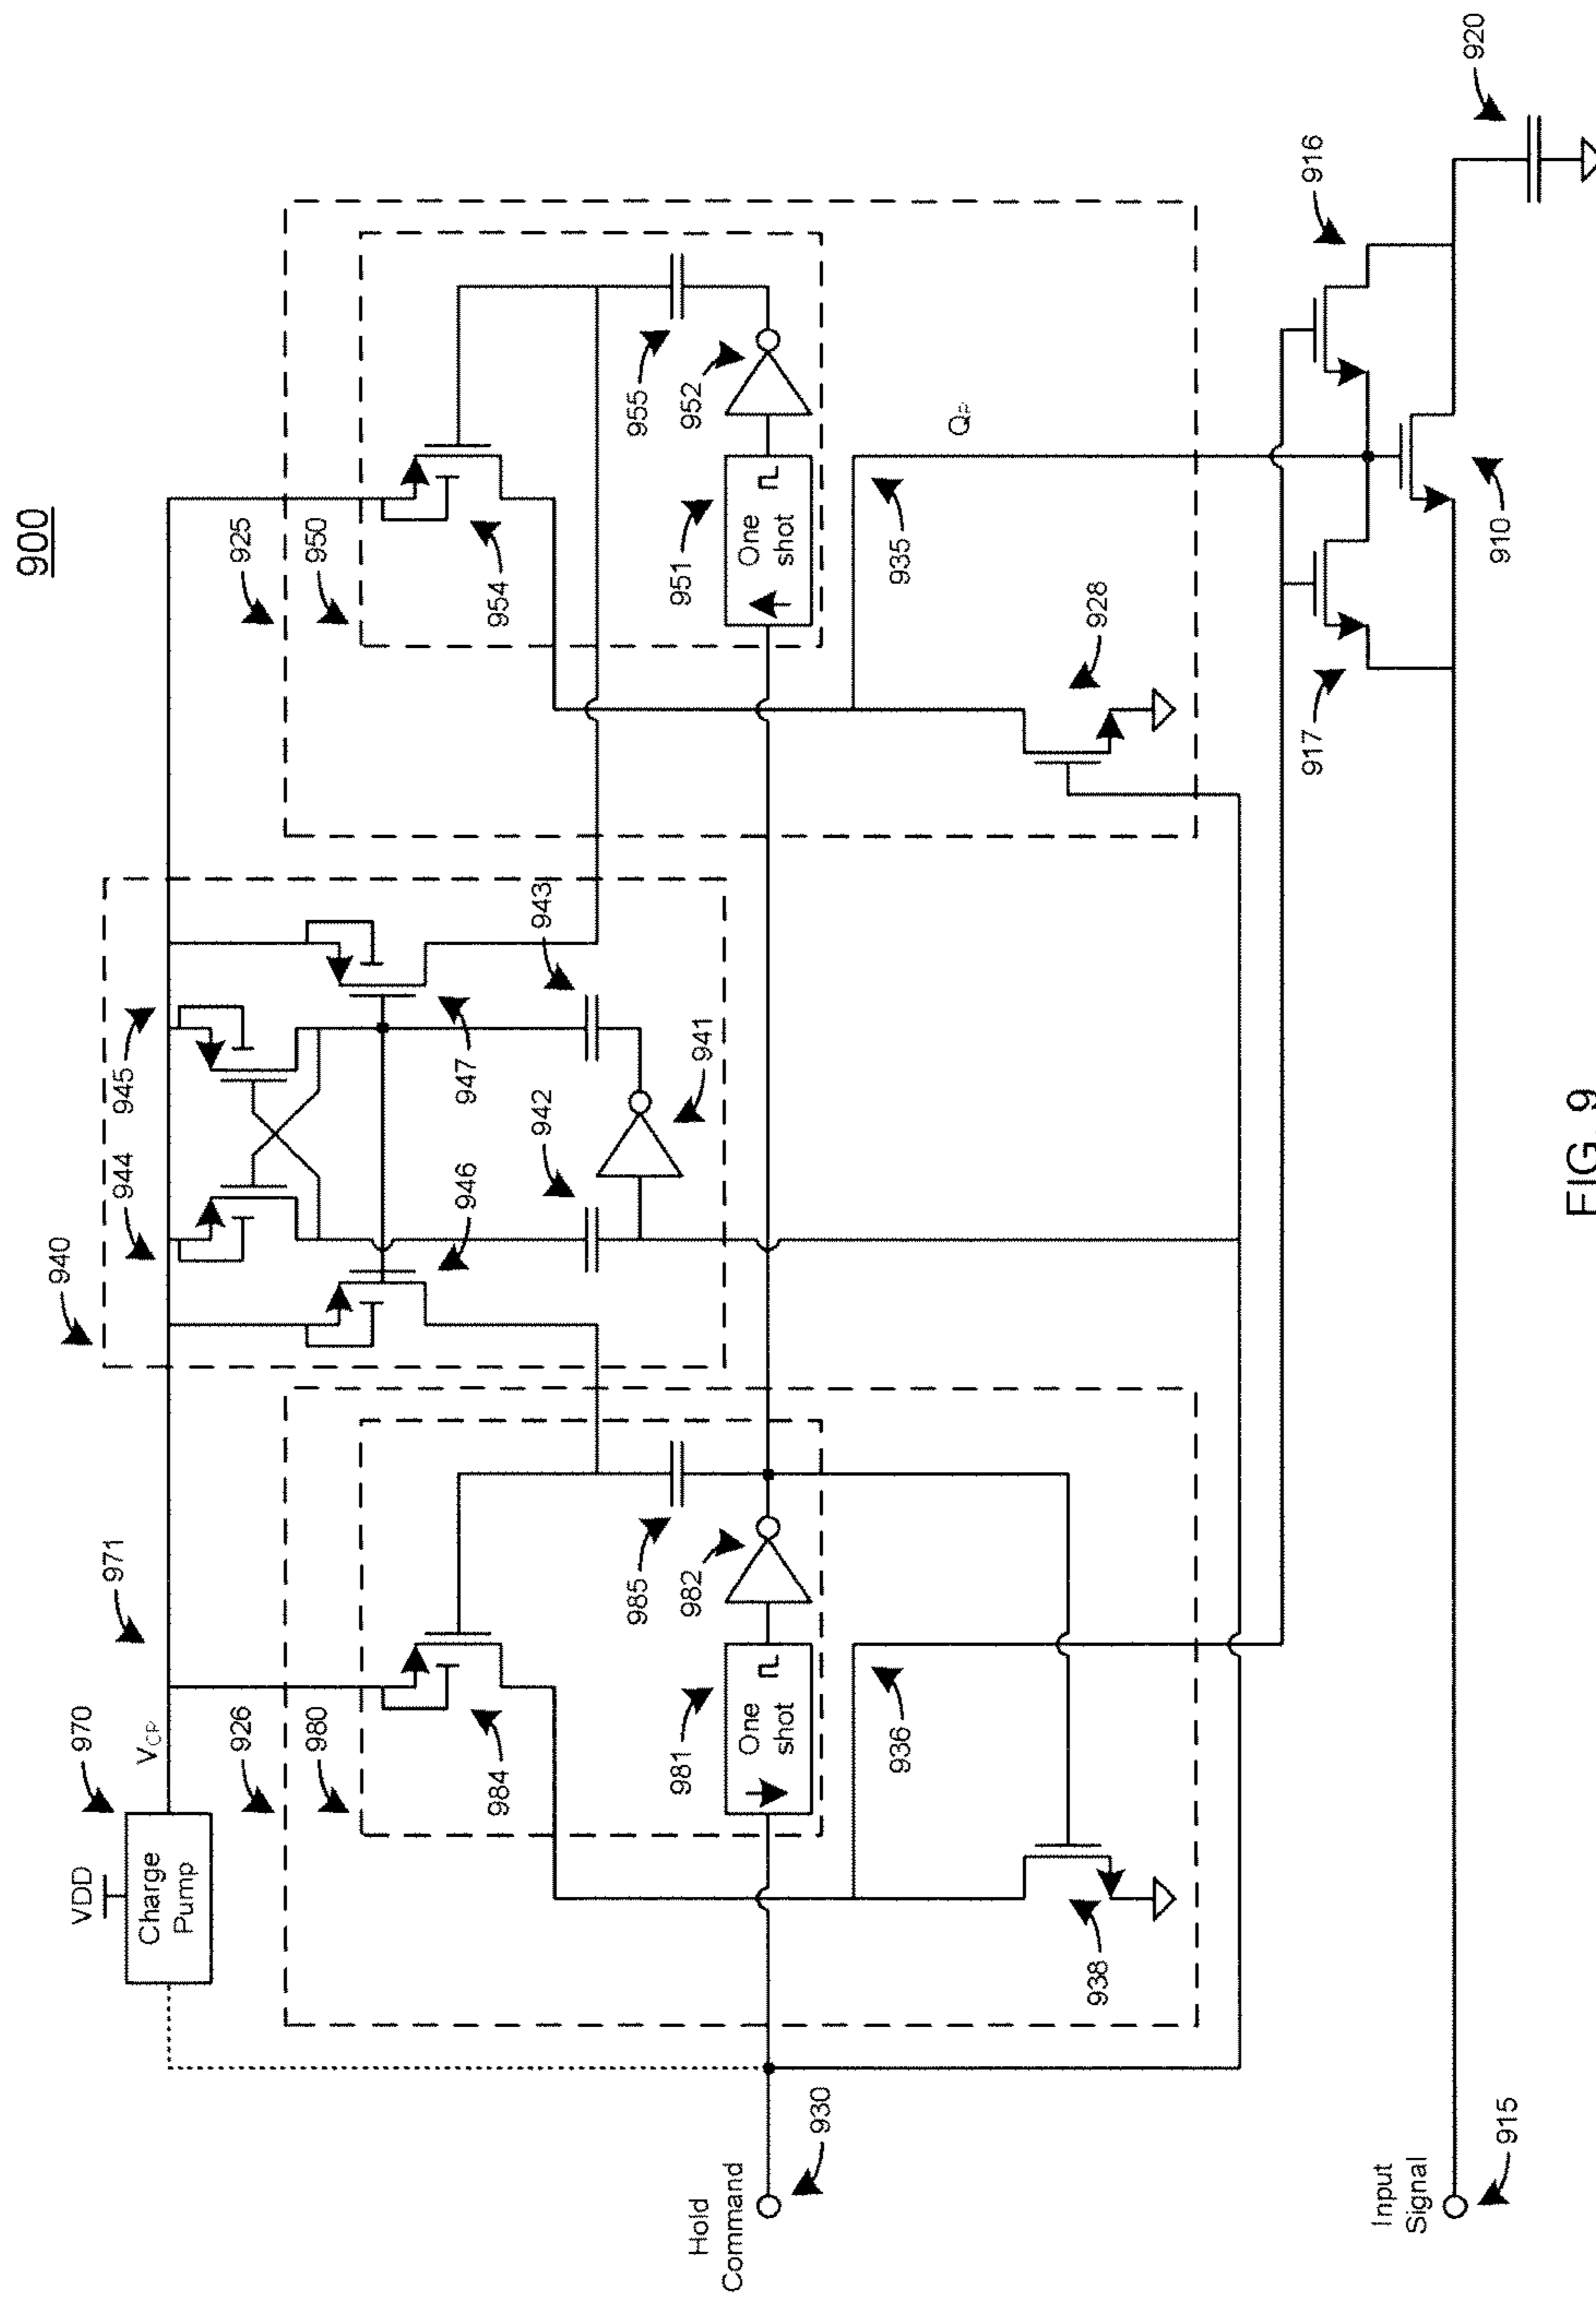 900
VDD
Charge
Pump
970
V_CP
971
940
944
945
946
947
942
943
941
926
980
984
985
982
981
One
shot
936
938
925
950
954
955
952
951
One
shot
935
Q_P
928
Hold
Command
930
Input
Signal
915
917
916
910
920
FIG. 9